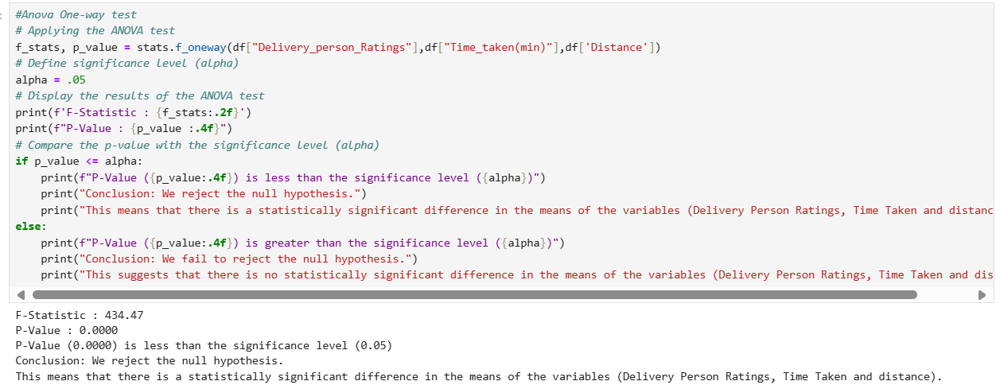 #Anova One-way test
# Applying the ANOVA test
f_stats, p_value = stats.f_oneway(df["Delivery_person_Ratings"],df["Time_taken(min)"],df['Distance'])
# Define significance level (alpha)
alpha = .05
# Display the results of the ANOVA test
print(f'F-Statistic : {f_stats:.2f}')
print(f"P-Value : {p_value :.4f}")
# Compare the p-value with the significance level (alpha)
if p_value <= alpha:
    print(f"P-Value ({p_value:.4f}) is less than the significance level ({alpha})")
    print("Conclusion: We reject the null hypothesis.")
    print("This means that there is a statistically significant difference in the means of the variables (Delivery Person Ratings, Time Taken and distanc
else:
    print(f"P-Value ({p_value:.4f}) is greater than the significance level ({alpha})")
    print("Conclusion: We fail to reject the null hypothesis.")
    print("This suggests that there is no statistically significant difference in the means of the variables (Delivery Person Ratings, Time Taken and dis
F-Statistic : 434.47
P-Value : 0.0000
P-Value (0.0000) is less than the significance level (0.05)
Conclusion: We reject the null hypothesis.
This means that there is a statistically significant difference in the means of the variables (Delivery Person Ratings, Time Taken and distance).